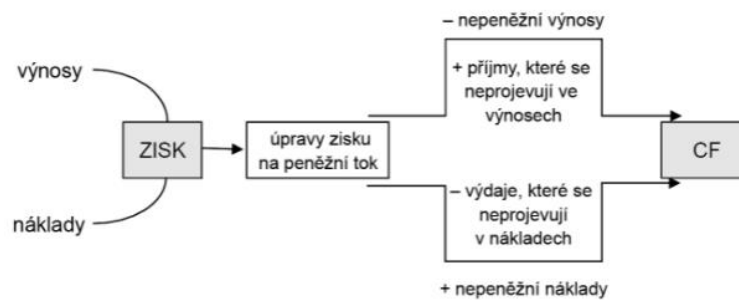 – nepeněžní výnosy
výnosy
+ příjmy, které se
neprojevují ve
výnosech
ZISK
úpravy zisku
na peněžní tok
CF
– výdaje, které se
neprojevují
v nákladech
náklady
+ nepeněžní náklady